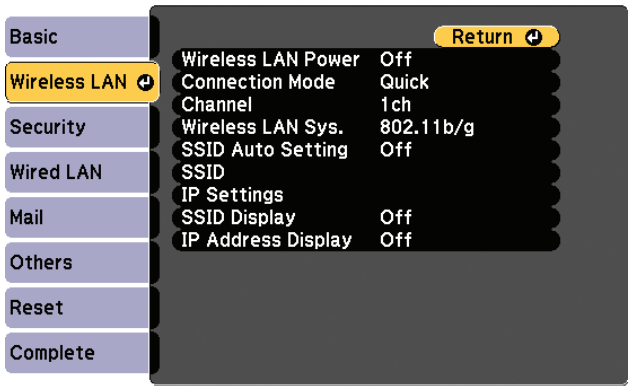 Basic
Wireless LAN
Security
Wired LAN
Mail
Others
Reset
Complete
Return
Wireless LAN Power Off
Connection Mode Quick
Channel 1ch
Wireless LAN Sys. 802.11b/g
SSID Auto Setting Off
SSID
IP Settings
SSID Display Off
IP Address Display Off